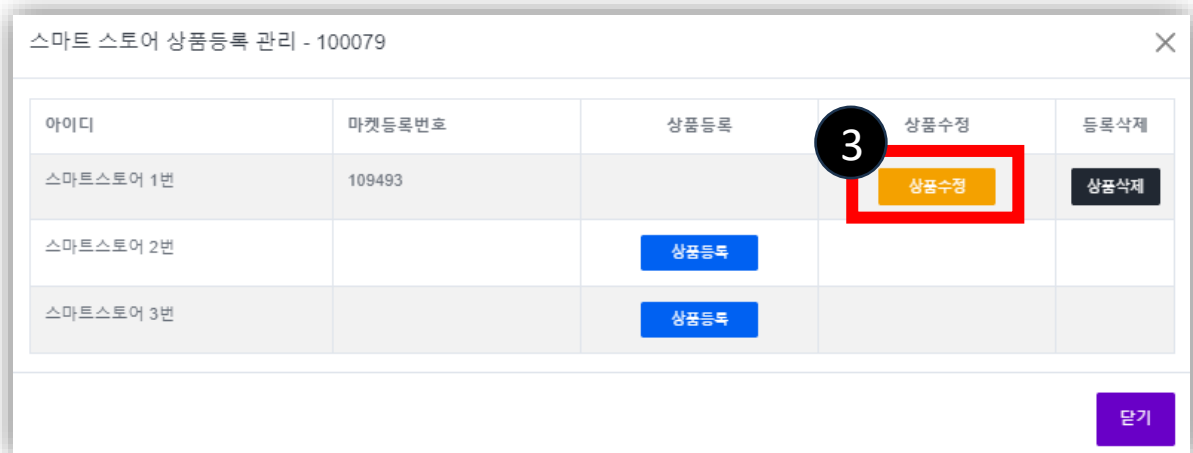 스마트 스토어 상품등록 관리 - 100079
아이디 마켓등록번호 상품등록 상품수정 등록삭제
3
스마트스토어 1번 109493 상품수정 상품삭제
스마트스토어 2번 상품등록
스마트스토어 3번 상품등록
닫기